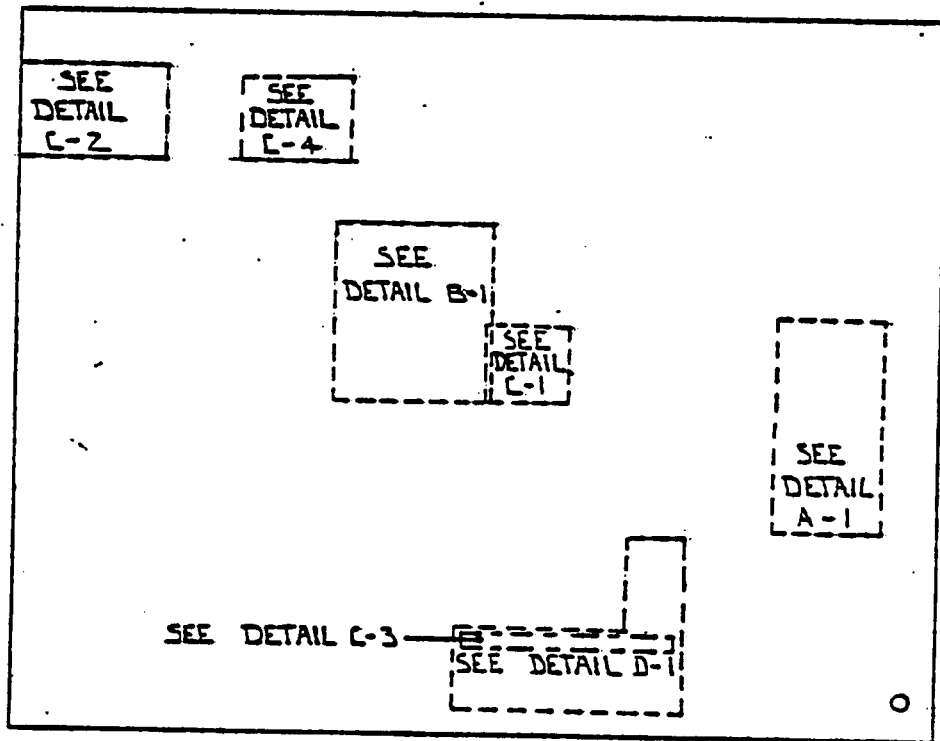 SEE
DETAIL
C-2
SEE
DETAIL
C-4
SEE
DETAIL B-1
SEE
DETAIL
C-1
SEE
DETAIL
A-1
SEE DETAIL C-3
SEE DETAIL D-1